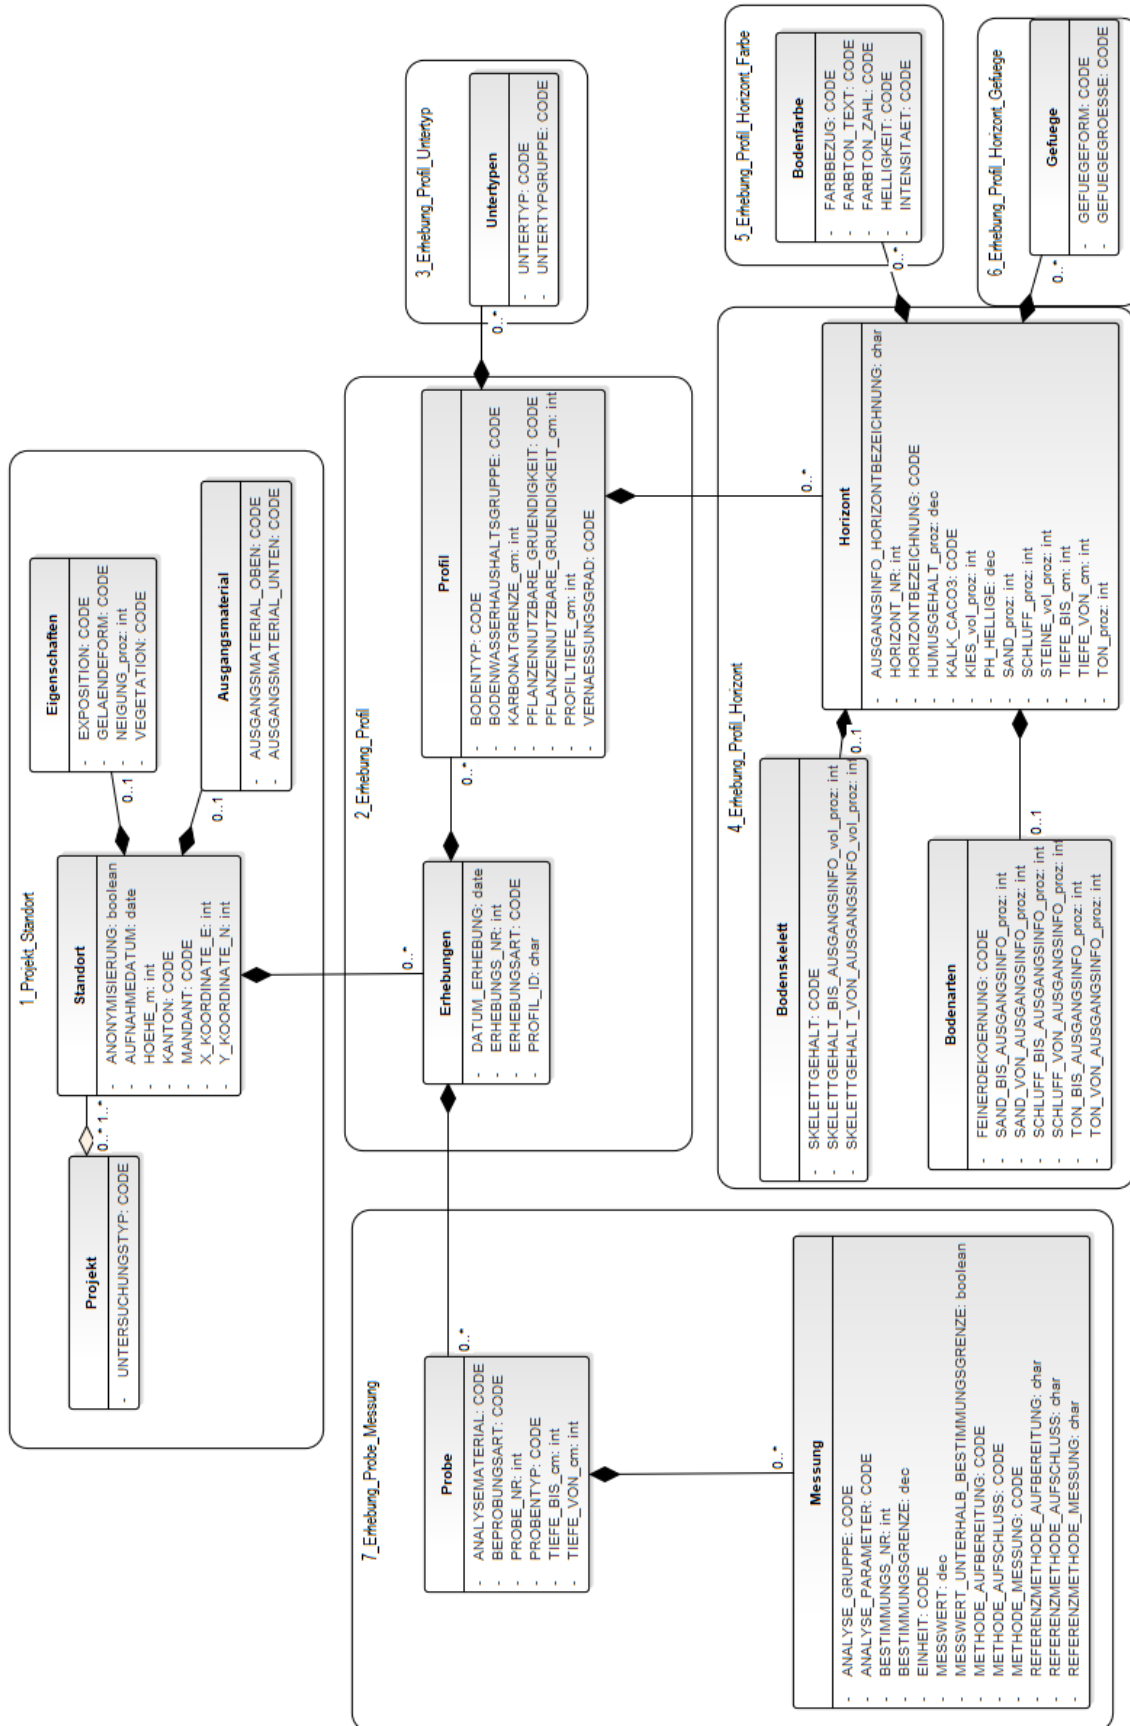 1_Projekt_Standort
Projekt
- UNTERSUCHUNGSTYP: CODE
0..* 1..*
Standort
- ANONYMISIERUNG: boolean
- AUFNAHMEDATUM: date
- HOEHE_m: int
- KANTON: CODE
- MANDANT: CODE
- X_KOORDINATE_E: int
- Y_KOORDINATE_N: int
0..1
Eigenschaften
- EXPOSITION: CODE
- GELAENDEFORM: CODE
- NEIGUNG_proz: int
- VEGETATION: CODE
0..1
Ausgangsmaterial
- AUSGANGSMATERIAL_OBEN: CODE
- AUSGANGSMATERIAL_UNTEN: CODE
0..*
2_Erhebung_Profil
Erhebungen
- DATUM_ERHEBUNG: date
- ERHEBUNGS_NR: int
- ERHEBUNGSART: CODE
- PROFIL_ID: char
0..*
Profil
- BODENTYP: CODE
- BODENWASSERHAUSHALTSGRUPPE: CODE
- KARBONATGRENZE_cm: int
- PFLANZENNUTZBARE_GRUENDIGKEIT: CODE
- PFLANZENNUTZBARE_GRUENDIGKEIT_cm: int
- PROFILTIEFE_cm: int
- VERNAESSUNGSGRAD: CODE
3_Erhebung_Profil_Untertyp
0..*
Untertypen
- UNTERTYP: CODE
- UNTERTYPGRUPPE: CODE
7_Erhebung_Probe_Messung
0..*
Probe
- ANALYSEMATERIAL: CODE
- BEPROBUNGSART: CODE
- PROBE_NR: int
- PROBENTYP: CODE
- TIEFE_BIS_cm: int
- TIEFE_VON_cm: int
0..*
Messung
- ANALYSE_GRUPPE: CODE
- ANALYSE_PARAMETER: CODE
- BESTIMMUNGS_NR: int
- BESTIMMUNGSGRENZE: dec
- EINHEIT: CODE
- MESSWERT: dec
- MESSWERT_UNTERHALB_BESTIMMUNGSGRENZE: boolean
- METHODE_AUFBEREITUNG: CODE
- METHODE_AUFSCHLUSS: CODE
- METHODE_MESSUNG: CODE
- REFERENZMETHODE_AUFBEREITUNG: char
- REFERENZMETHODE_AUFSCHLUSS: char
- REFERENZMETHODE_MESSUNG: char
4_Erhebung_Profil_Horizont
Bodenskelett
- SKELETTGEHALT: CODE
- SKELETTGEHALT_BIS_AUSGANGSINFO_vol_proz: int
- SKELETTGEHALT_VON_AUSGANGSINFO_vol_proz: int
0..1
Bodenarten
- FEINERDEKOERNUNG: CODE
- SAND_BIS_AUSGANGSINFO_proz: int
- SAND_VON_AUSGANGSINFO_proz: int
- SCHLUFF_BIS_AUSGANGSINFO_proz: int
- SCHLUFF_VON_AUSGANGSINFO_proz: int
- TON_BIS_AUSGANGSINFO_proz: int
- TON_VON_AUSGANGSINFO_proz: int
0..1
0..*
Horizont
- AUSGANGSINFO_HORIZONTBEZEICHNUNG: char
- HORIZONT_NR: int
- HORIZONTBEZEICHNUNG: CODE
- HUMUSGEHALT_proz: dec
- KALK_CACO3: CODE
- KIES_vol_proz: int
- PH_HELLIGE: dec
- SAND_proz: int
- SCHLUFF_proz: int
- STEINE_vol_proz: int
- TIEFE_BIS_cm: int
- TIEFE_VON_cm: int
- TON_proz: int
5_Erhebung_Profil_Horizont_Farbe
0..*
Bodenfarbe
- FARBBEZUG: CODE
- FARBTON_TEXT: CODE
- FARBTON_ZAHL: CODE
- HELLIGKEIT: CODE
- INTENSITAET: CODE
6_Erhebung_Profil_Horizont_Gefuege
0..*
Gefuege
- GEFUEGEFORM: CODE
- GEFUEGEGROESSE: CODE